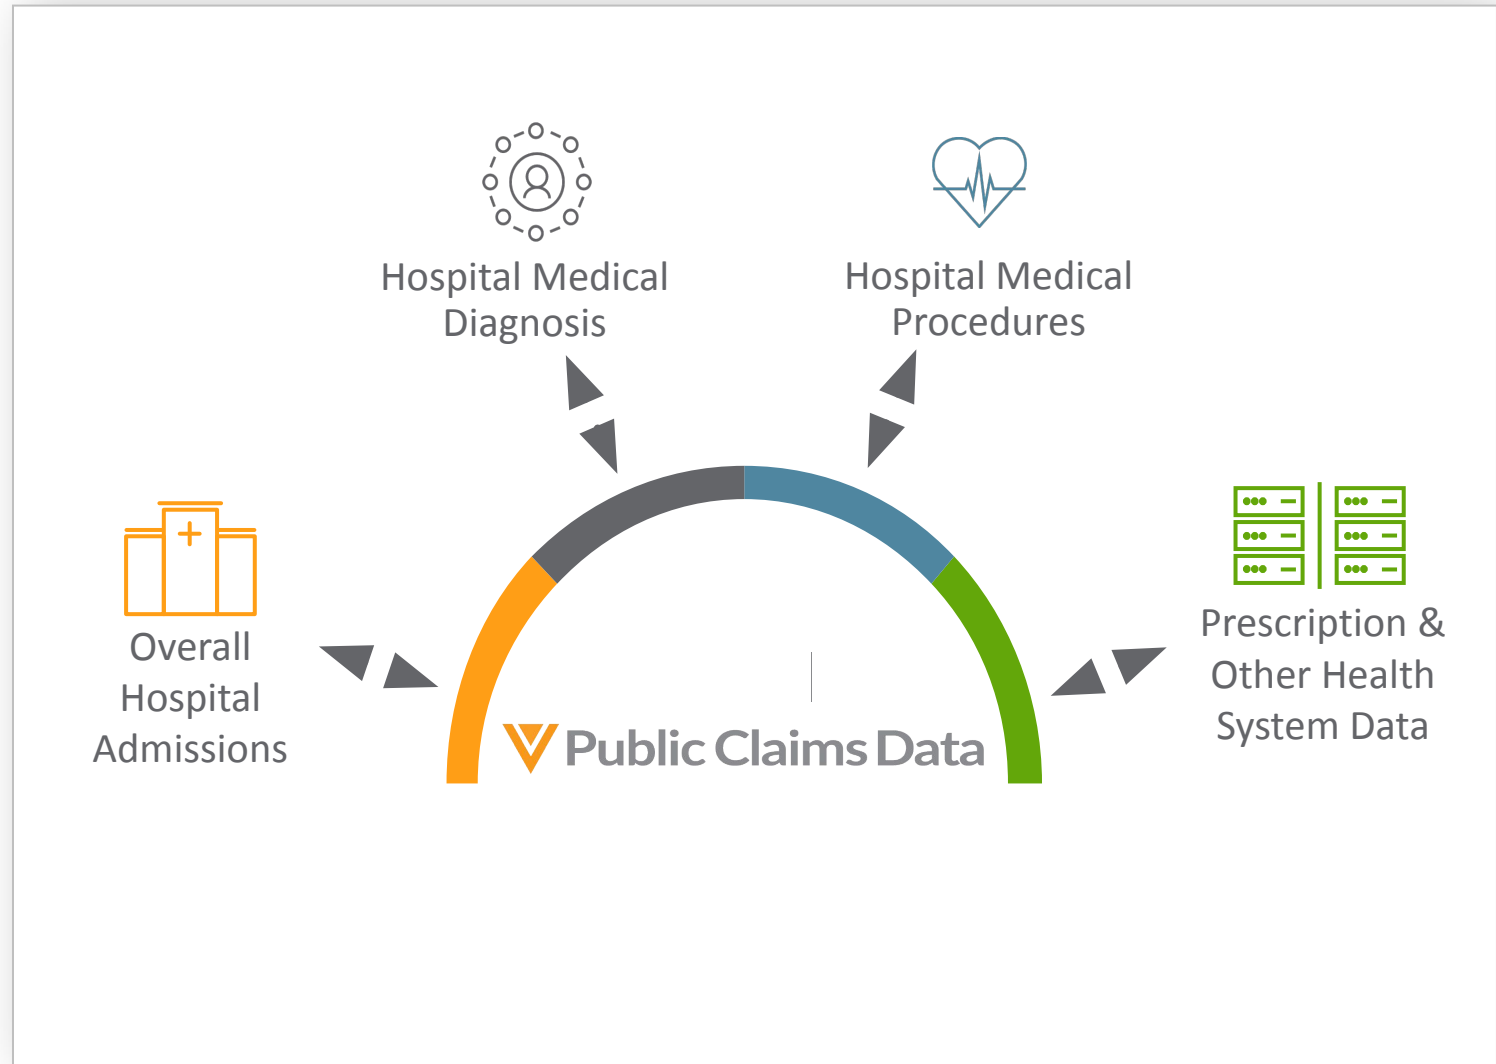 Hospital Medical
Diagnosis
Hospital Medical
Procedures
Overall
Hospital
Admissions
Prescription &
Other Health
System Data
Public Claims Data